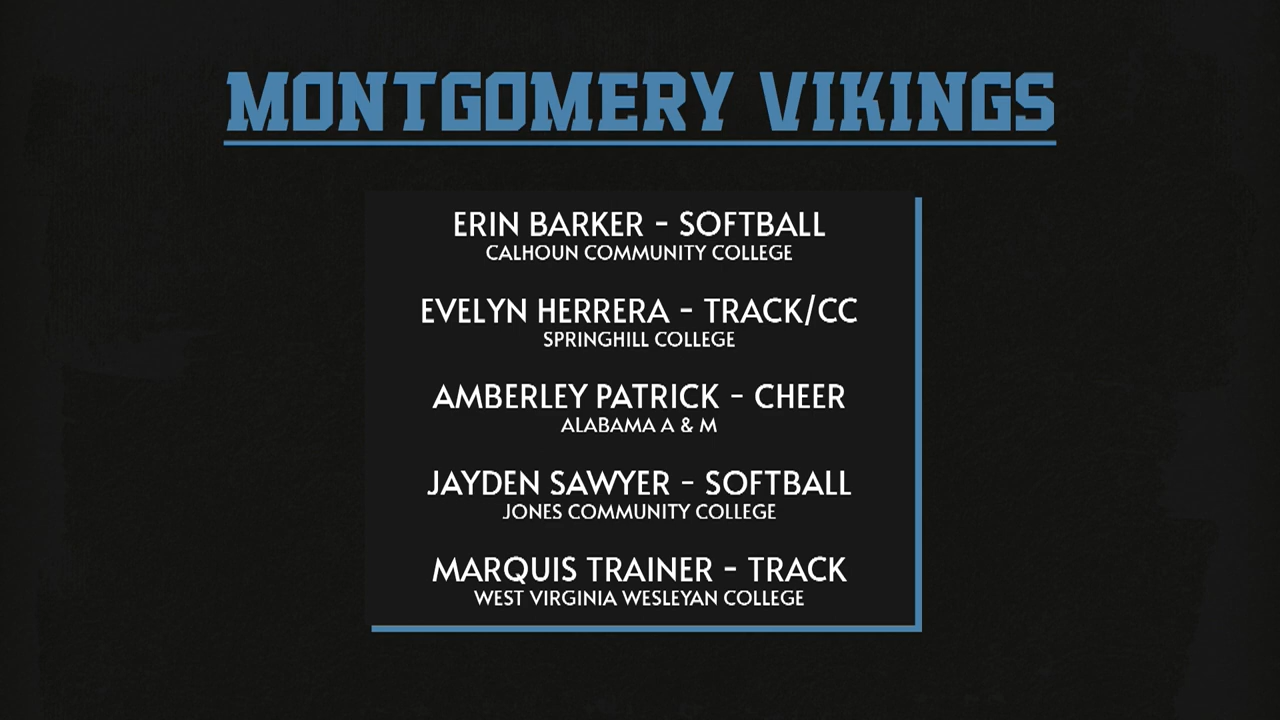 MONTGOMERY VIKINGS
ERIN BARKER - SOFTBALL
CALHOUN COMMUNITY COLLEGE
EVELYN HERRERA - TRACK/CC
SPRINGHILL COLLEGE
AMBERLEY PATRICK - CHEER
ALABAMA A & M
JAYDEN SAWYER - SOFTBALL
JONES COMMUNITY COLLEGE
MARQUIS TRAINER - TRACK
WEST VIRGINIA WESLEYAN COLLEGE